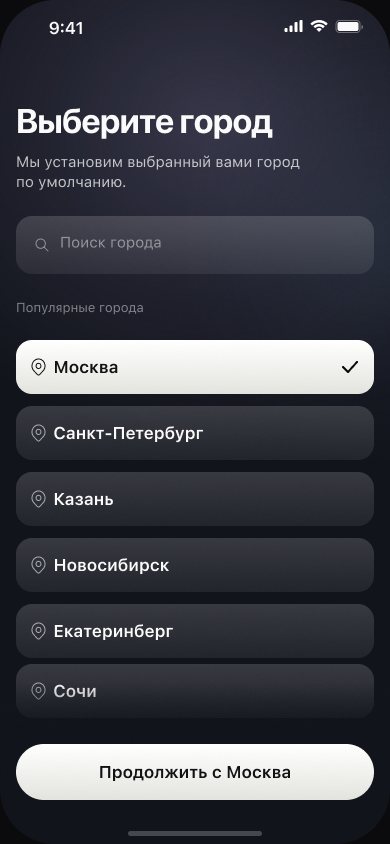 9:41
Выберите город
Мы установим выбранный вами город
по умолчанию.
Поиск города
Популярные города
Москва
Санкт-Петербург
Казань
Новосибирск
Екатеринберг
Сочи
Продолжить с Москва